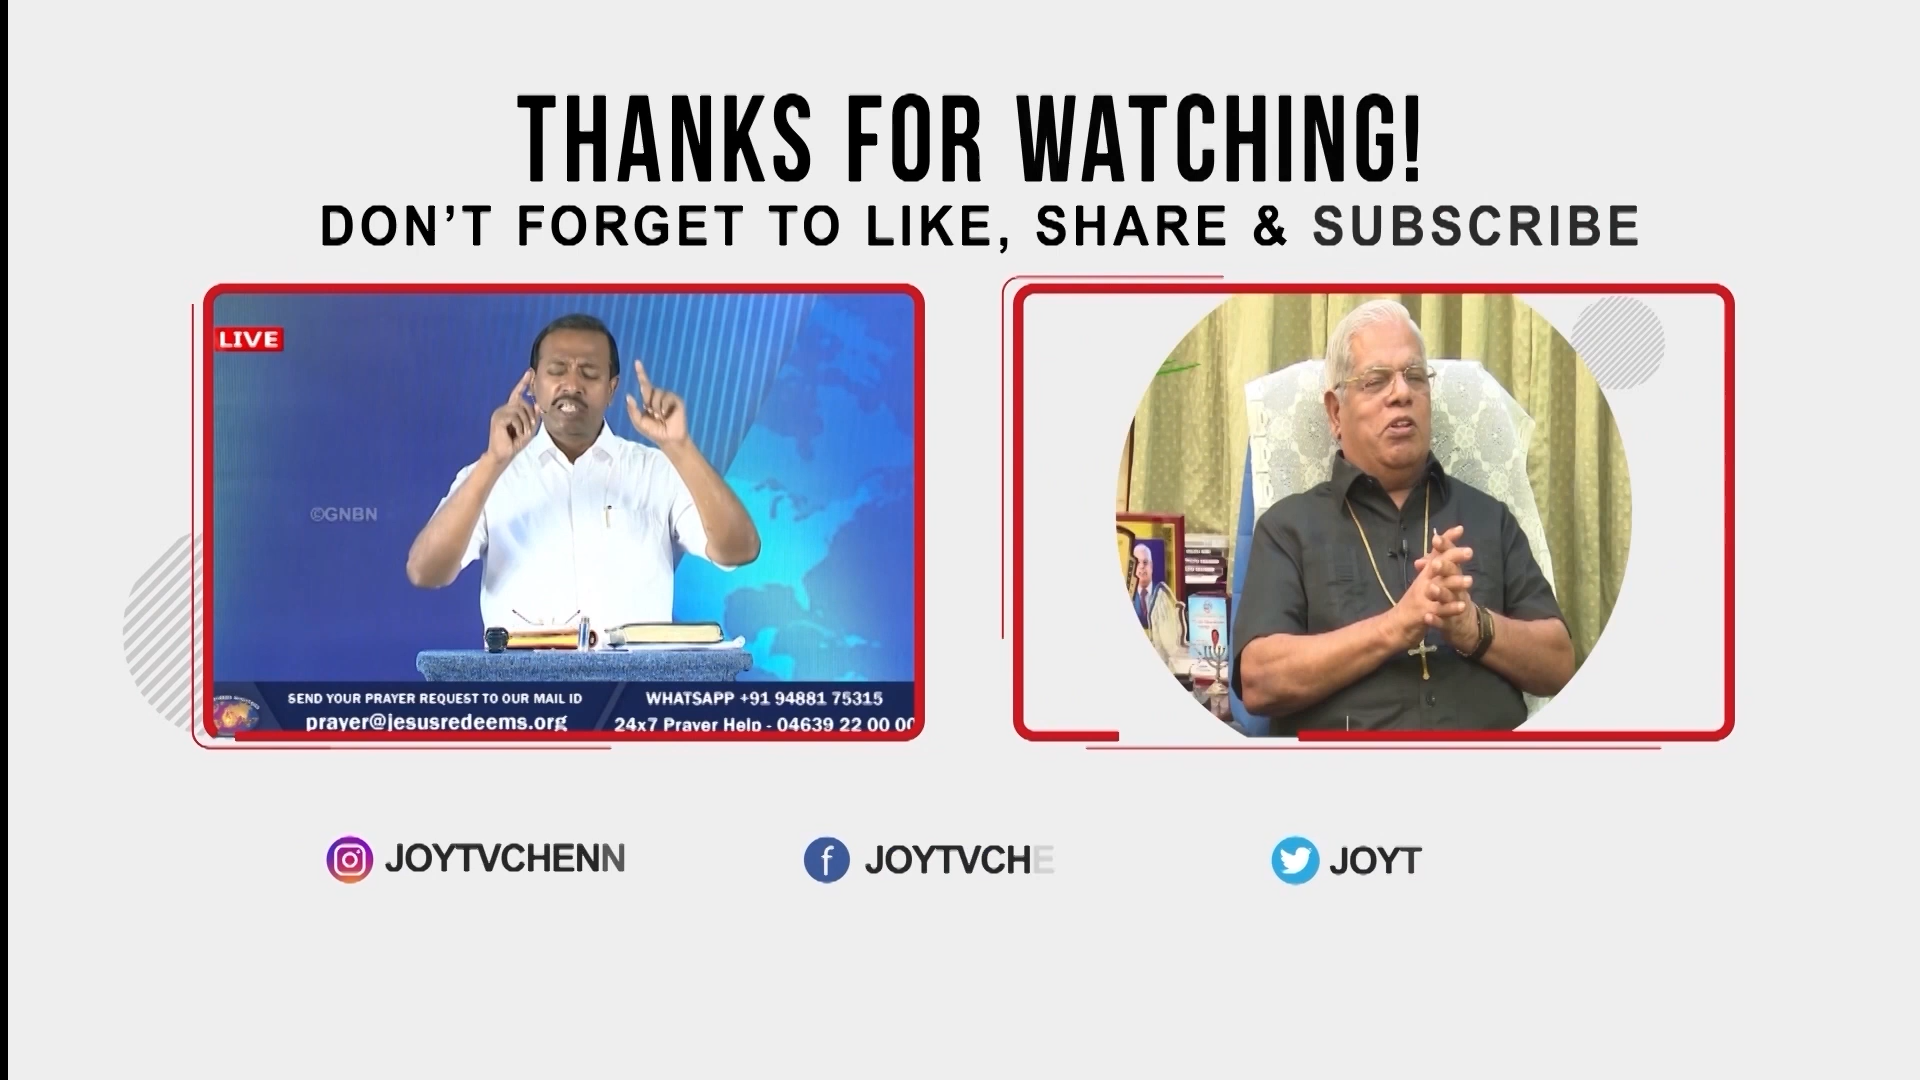 THANKS FOR WATCHING!
DON'T FORGET TO LIKE, SHARE & SUBSCRIBE
LIVE
©GNBN
SEND YOUR PRAYER REQUEST TO OUR MAIL ID
prayer@jesusredeems.org
WHATSAPP +91 94881 75315
24x7 Prayer Help - 04639 22 00 00
JOYTVCHENN
JOYTVCHE
JOYT